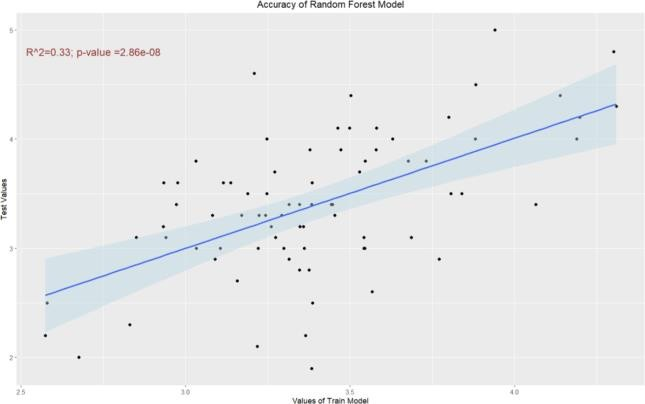 Accuracy of Random Forest Model
R^2=0.33; p-value =2.86e-08
Test Values
5
4
3
2
2.5
3.0
3.5
4.0
Values of Train Model